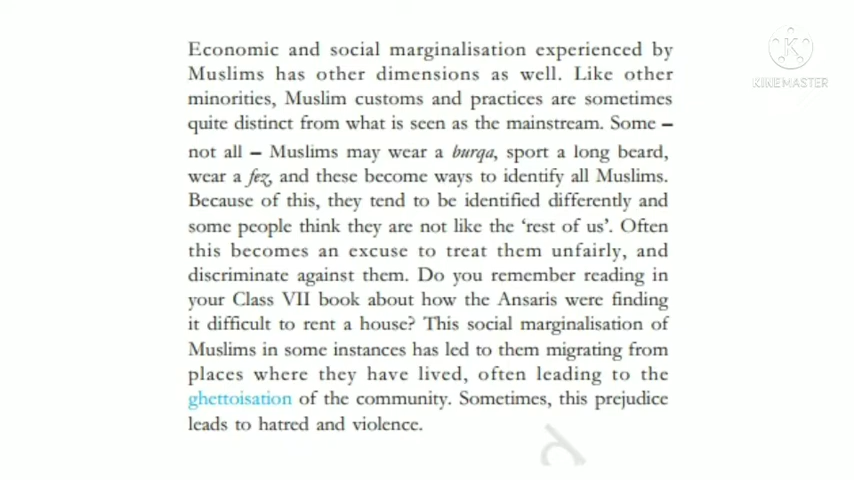 Economic and social marginalisation experienced by
Muslims has other dimensions as well. Like other
minorities, Muslim customs and practices are sometimes
quite distinct from what is seen as the mainstream. Some –
not all – Muslims may wear a burqa, sport a long beard,
wear a fez, and these become ways to identify all Muslims.
Because of this, they tend to be identified differently and
some people think they are not like the ‘rest of us’. Often
this becomes an excuse to treat them unfairly, and
discriminate against them. Do you remember reading in
your Class VII book about how the Ansaris were finding
it difficult to rent a house? This social marginalisation of
Muslims in some instances has led to them migrating from
places where they have lived, often leading to the
ghettoisation of the community. Sometimes, this prejudice
leads to hatred and violence.
K
KINEMASTER